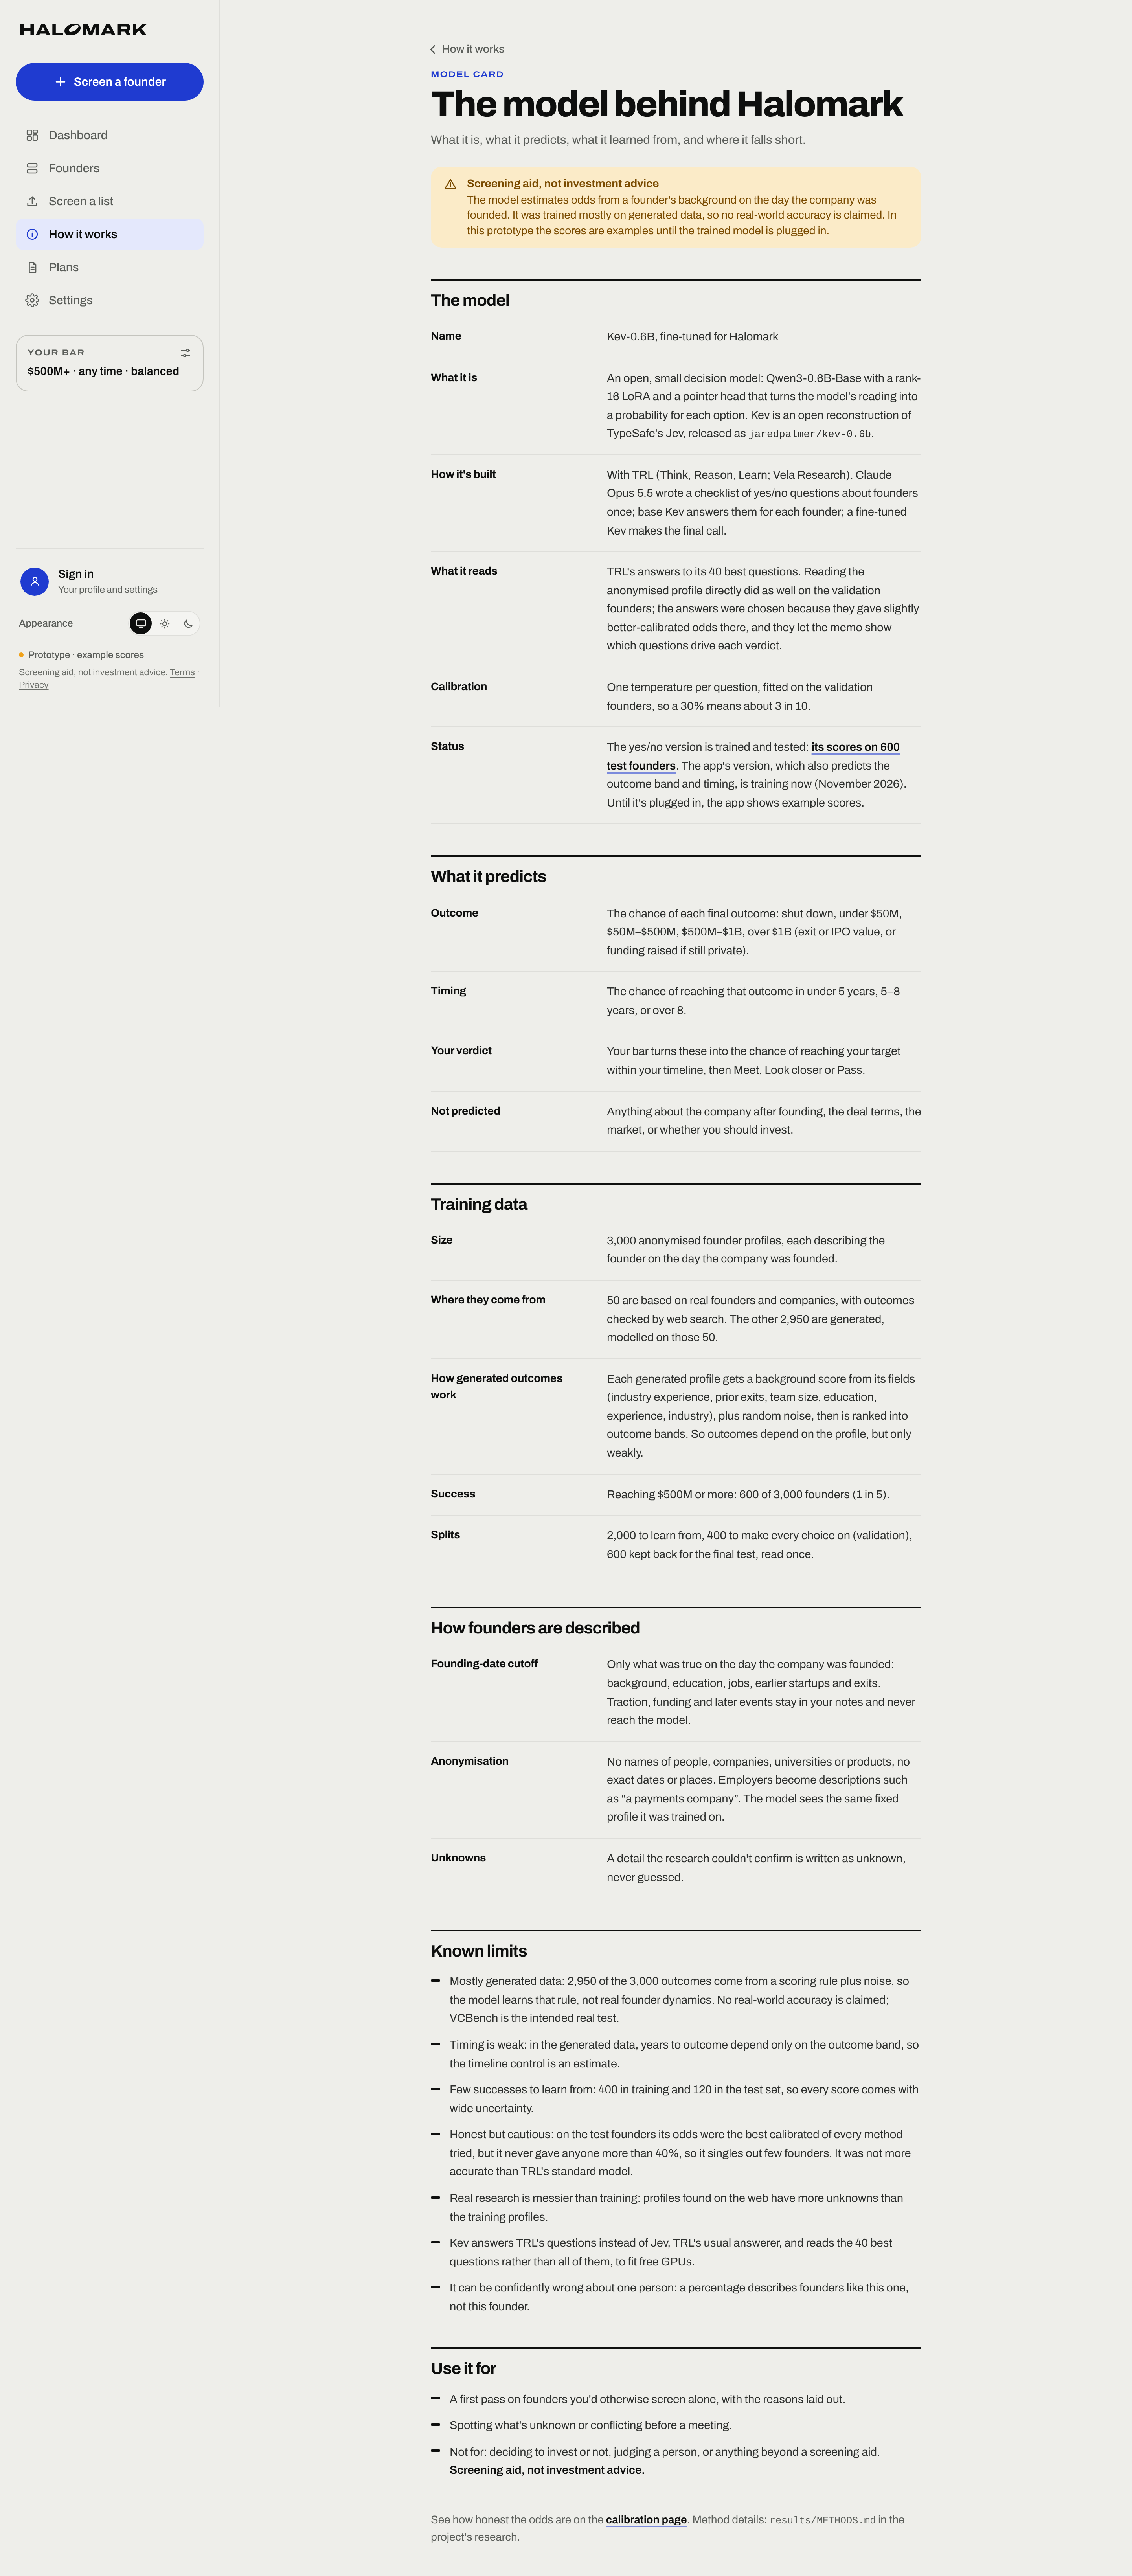 HALOMARK
Screen a founder
Dashboard
Founders
Screen a list
How it works
Plans
Settings
YOUR BAR
$500M+ · any time · balanced
Sign in
Your profile and settings
Appearance
Prototype · example scores
Screening aid, not investment advice. Terms ·
Privacy
How it works
MODEL CARD
The model behind Halomark
What it is, what it predicts, what it learned from, and where it falls short.
Screening aid, not investment advice
The model estimates odds from a founder's background on the day the company was
founded. It was trained mostly on generated data, so no real-world accuracy is claimed. In
this prototype the scores are examples until the trained model is plugged in.
The model
Name
Kev-0.6B, fine-tuned for Halomark
What it is
An open, small decision model: Qwen3-0.6B-Base with a rank-
16 LoRA and a pointer head that turns the model's reading into
a probability for each option. Kev is an open reconstruction of
TypeSafe's Jev, released as jaredpalmer/kev-0.6b.
How it's built
With TRL (Think, Reason, Learn; Vela Research). Claude
Opus 5.5 wrote a checklist of yes/no questions about founders
once; base Kev answers them for each founder; a fine-tuned
Kev makes the final call.
What it reads
TRL's answers to its 40 best questions. Reading the
anonymised profile directly did as well on the validation
founders; the answers were chosen because they gave slightly
better-calibrated odds there, and they let the memo show
which questions drive each verdict.
Calibration
One temperature per question, fitted on the validation
founders, so a 30% means about 3 in 10.
Status
The yes/no version is trained and tested: its scores on 600
test founders. The app's version, which also predicts the
outcome band and timing, is training now (November 2026).
Until it's plugged in, the app shows example scores.
What it predicts
Outcome
The chance of each final outcome: shut down, under $50M,
$50M–$500M, $500M–$1B, over $1B (exit or IPO value, or
funding raised if still private).
Timing
The chance of reaching that outcome in under 5 years, 5–8
years, or over 8.
Your verdict
Your bar turns these into the chance of reaching your target
within your timeline, then Meet, Look closer or Pass.
Not predicted
Anything about the company after founding, the deal terms, the
market, or whether you should invest.
Training data
Size
3,000 anonymised founder profiles, each describing the
founder on the day the company was founded.
Where they come from
50 are based on real founders and companies, with outcomes
checked by web search. The other 2,950 are generated,
modelled on those 50.
How generated outcomes
work
Each generated profile gets a background score from its fields
(industry experience, prior exits, team size, education,
experience, industry), plus random noise, then is ranked into
outcome bands. So outcomes depend on the profile, but only
weakly.
Success
Reaching $500M or more: 600 of 3,000 founders (1 in 5).
Splits
2,000 to learn from, 400 to make every choice on (validation),
600 kept back for the final test, read once.
How founders are described
Founding-date cutoff
Only what was true on the day the company was founded:
background, education, jobs, earlier startups and exits.
Traction, funding and later events stay in your notes and never
reach the model.
Anonymisation
No names of people, companies, universities or products, no
exact dates or places. Employers become descriptions such
as “a payments company”. The model sees the same fixed
profile it was trained on.
Unknowns
A detail the research couldn't confirm is written as unknown,
never guessed.
Known limits
Mostly generated data: 2,950 of the 3,000 outcomes come from a scoring rule plus noise, so
the model learns that rule, not real founder dynamics. No real-world accuracy is claimed;
VCBench is the intended real test.
Timing is weak: in the generated data, years to outcome depend only on the outcome band, so
the timeline control is an estimate.
Few successes to learn from: 400 in training and 120 in the test set, so every score comes with
wide uncertainty.
Honest but cautious: on the test founders its odds were the best calibrated of every method
tried, but it never gave anyone more than 40%, so it singles out few founders. It was not more
accurate than TRL's standard model.
Real research is messier than training: profiles found on the web have more unknowns than
the training profiles.
Kev answers TRL's questions instead of Jev, TRL's usual answerer, and reads the 40 best
questions rather than all of them, to fit free GPUs.
It can be confidently wrong about one person: a percentage describes founders like this one,
not this founder.
Use it for
A first pass on founders you'd otherwise screen alone, with the reasons laid out.
Spotting what's unknown or conflicting before a meeting.
Not for: deciding to invest or not, judging a person, or anything beyond a screening aid.
Screening aid, not investment advice.
See how honest the odds are on the calibration page. Method details: results/METHODS.md in the
project's research.